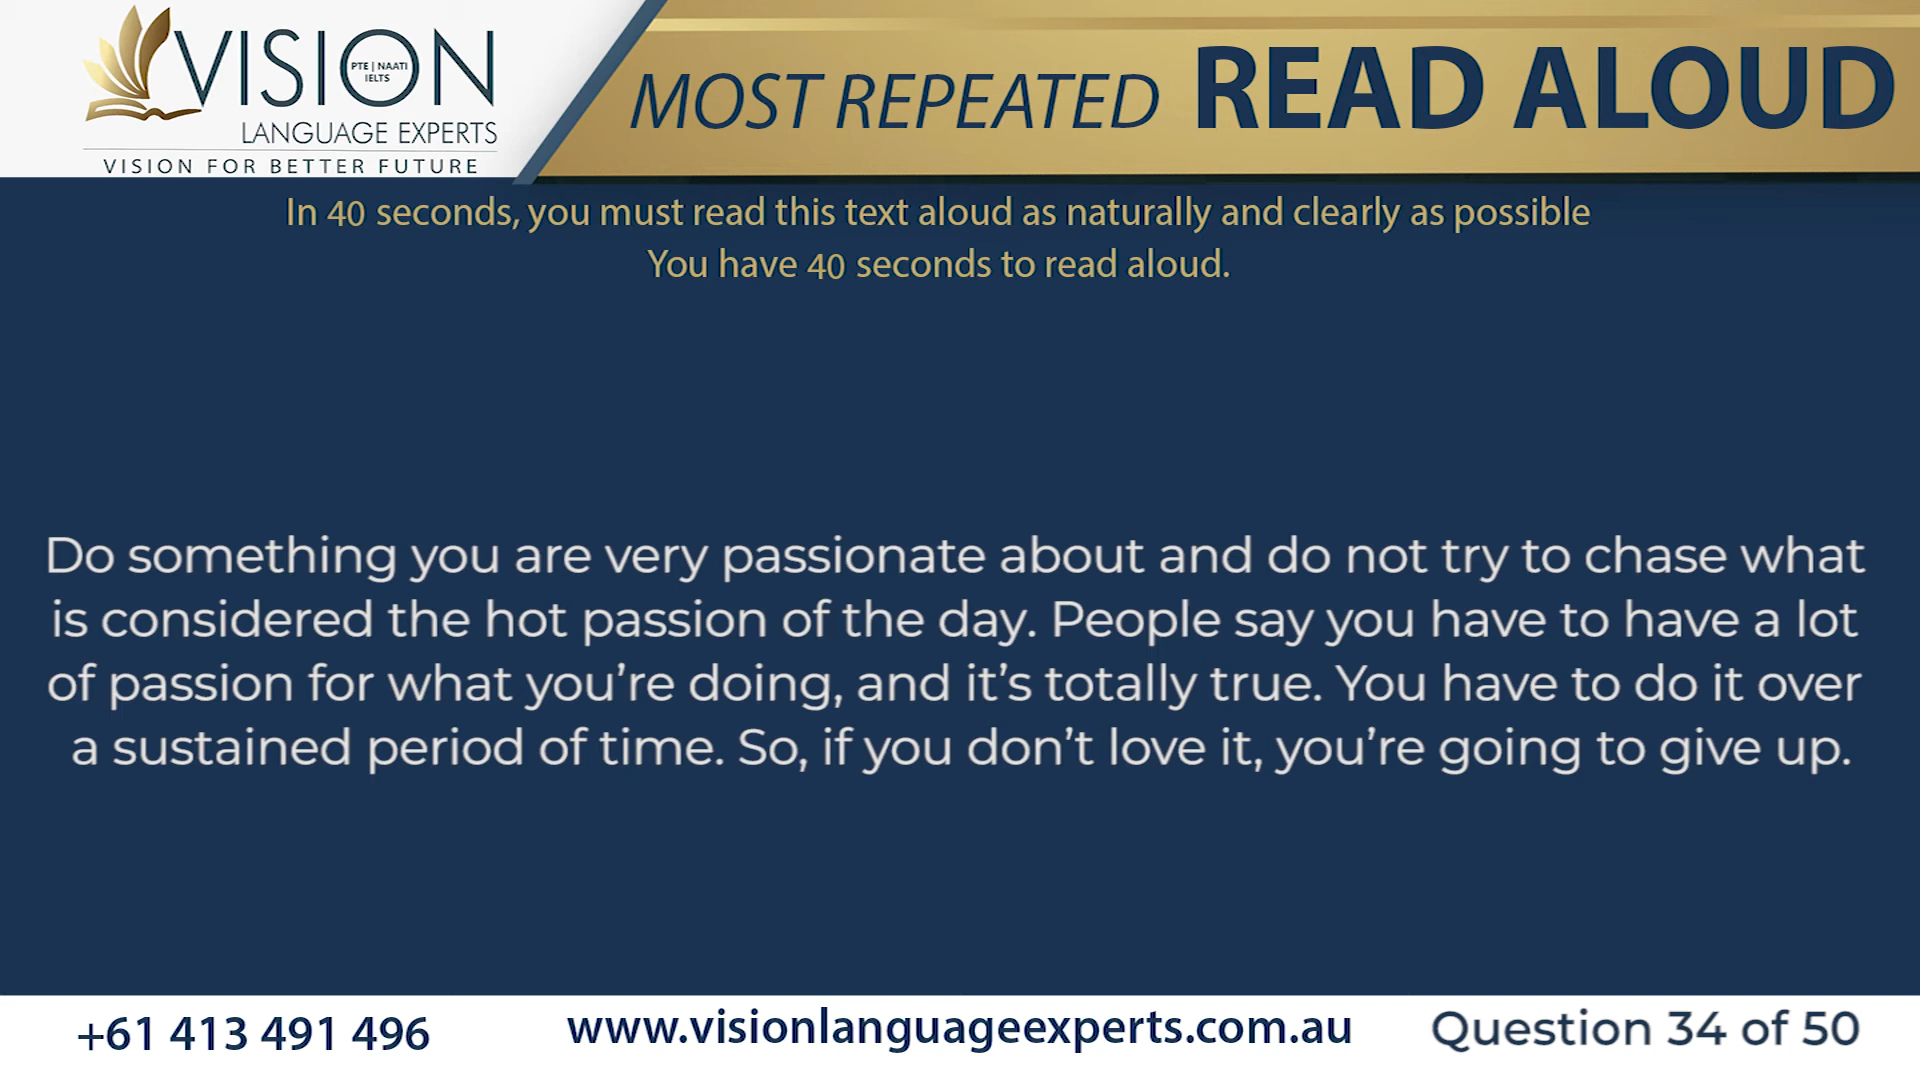 VISION
PTE | NAATI
IELTS
LANGUAGE EXPERTS
VISION FOR BETTER FUTURE
MOST REPEATED READ ALOUD
In 40 seconds, you must read this text aloud as naturally and clearly as possible
You have 40 seconds to read aloud.
Do something you are very passionate about and do not try to chase what
is considered the hot passion of the day. People say you have to have a lot
of passion for what you’re doing, and it’s totally true. You have to do it over
a sustained period of time. So, if you don’t love it, you’re going to give up.
+61 413 491 496
www.visionlanguageexperts.com.au
Question 34 of 50